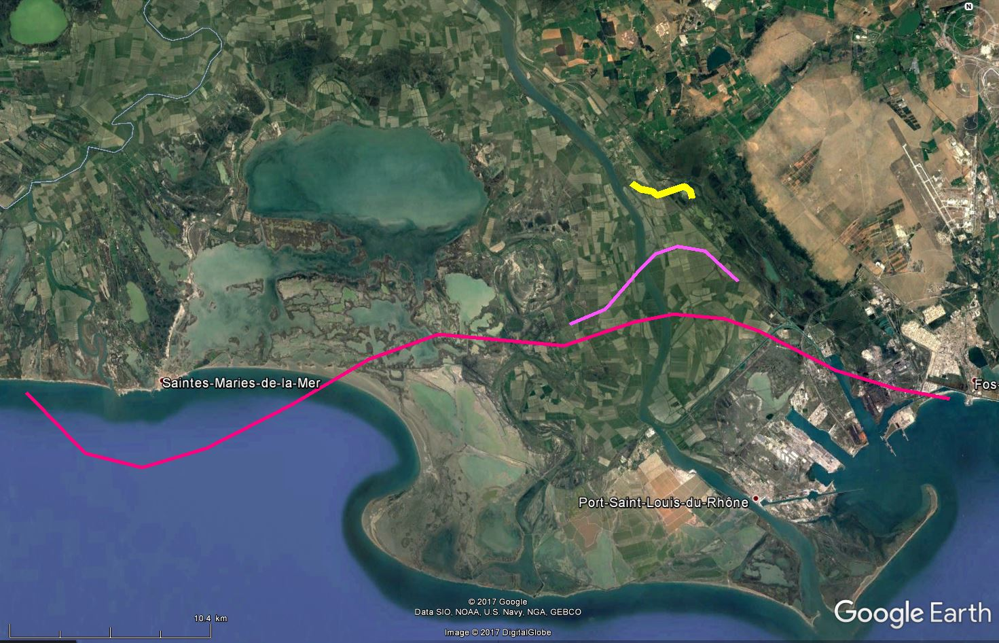 N
Saintes-Maries-de-la-Mer
Fos-
Port-Saint-Louis-du-Rhône
© 2017 Google
Data SIO, NOAA, U.S. Navy, NGA, GEBCO
Google Earth
10.4 km
Image © 2017 DigitalGlobe